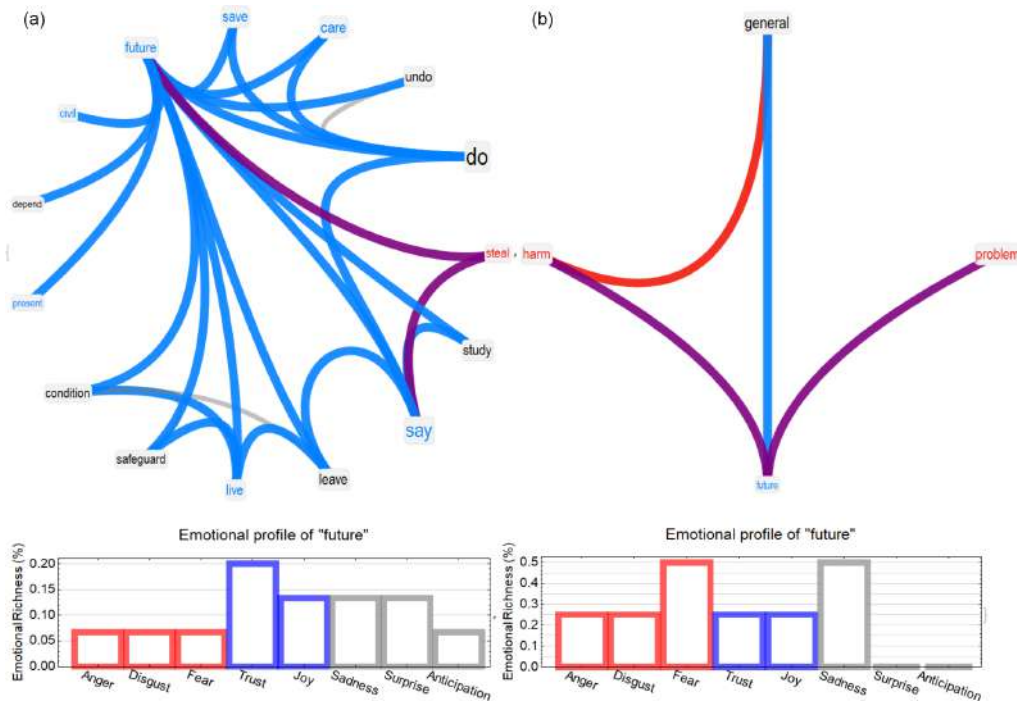 (a)
save
care
future
undo
civil
do
depend
steal
present
study
condition
say
safeguard
leave
live
(b)
general
harm
problem
future
Emotional profile of "future"
Emotional Richness (%)
0.20
0.15
0.10
0.05
0.00
Anger
Disgust
Fear
Trust
Joy
Sadness
Surprise
Anticipation
Emotional profile of "future"
Emotional Richness (%)
0.5
0.4
0.3
0.2
0.1
0.0
Anger
Disgust
Fear
Trust
Joy
Sadness
Surprise
Anticipation